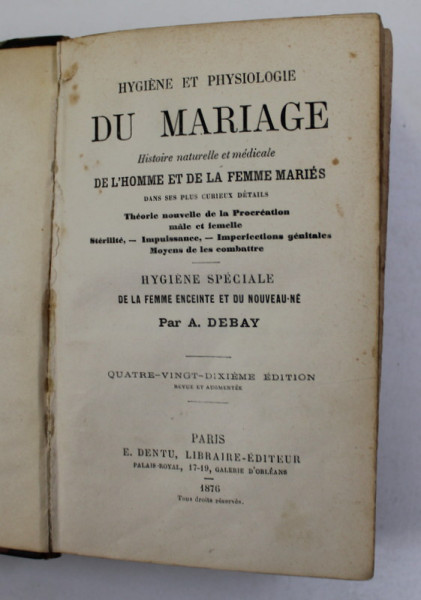 HYGIÈNE ET PHYSIOLOGIE
DU MARIAGE
Histoire naturelle et médicale
DE L'HOMME ET DE LA FEMME MARIÉS
DANS SES PLUS CURIEUX DÉTAILS
Théorie nouvelle de la Procréation
mâle et femelle
Stérilité, — Impuissance, — Imperfections génitales
Moyens de les combattre
HYGIÈNE SPÉCIALE
DE LA FEMME ENCEINTE ET DU NOUVEAU-NÉ
Par A. DEBAY
QUATRE-VINGT-DIXIÈME ÉDITION
REVUE ET AUGMENTÉE
PARIS
E. DENTU, LIBRAIRE-ÉDITEUR
PALAIS-ROYAL, 17-19, GALERIE D'ORLÉANS
1876
Tous droits réservés.